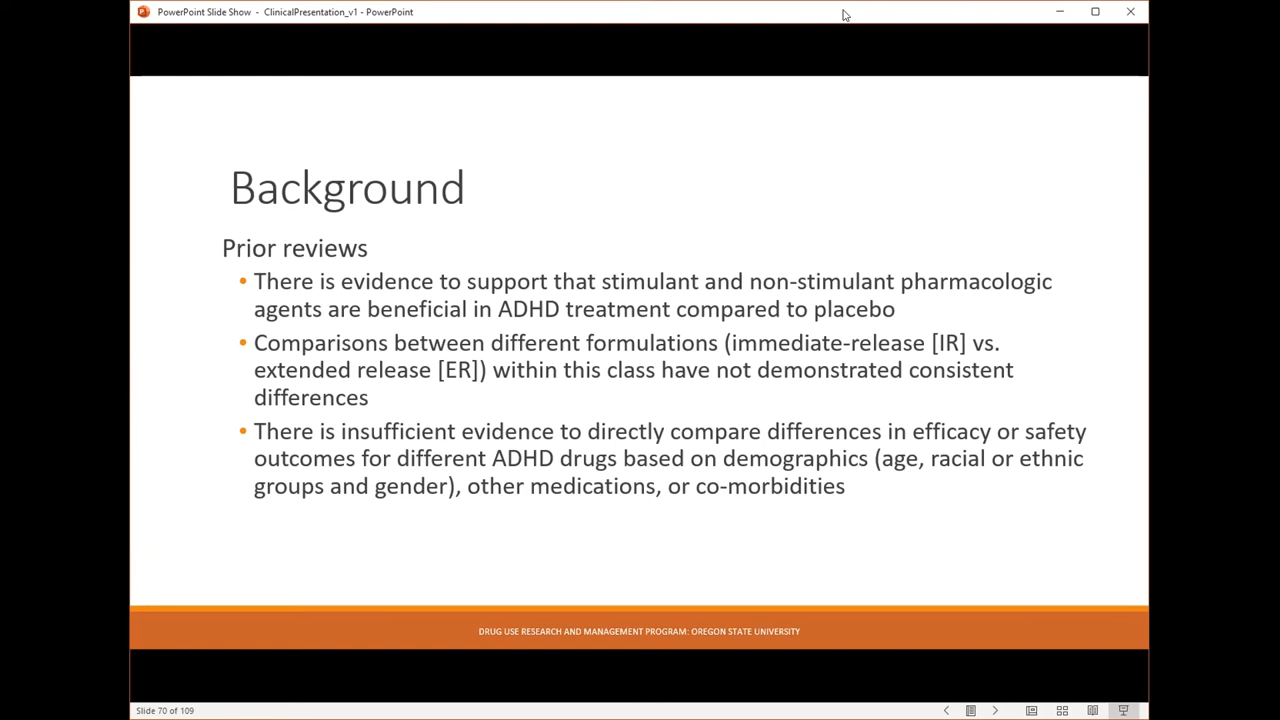 PowerPoint Slide Show - ClinicalPresentation_v1 - PowerPoint
Background
Prior reviews
• There is evidence to support that stimulant and non-stimulant pharmacologic
agents are beneficial in ADHD treatment compared to placebo
• Comparisons between different formulations (immediate-release [IR] vs.
extended release [ER]) within this class have not demonstrated consistent
differences
• There is insufficient evidence to directly compare differences in efficacy or safety
outcomes for different ADHD drugs based on demographics (age, racial or ethnic
groups and gender), other medications, or co-morbidities
DRUG USE RESEARCH AND MANAGEMENT PROGRAM: OREGON STATE UNIVERSITY
Slide 70 of 109